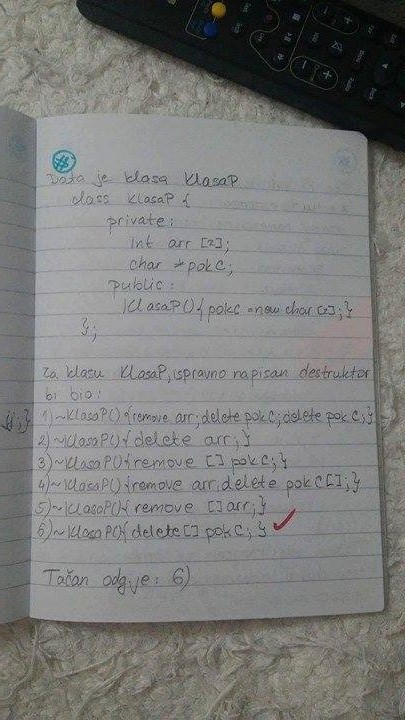 #
Data je klasa KlasaP
class KlasaP {
private:
int arr [2];
char *pokC;
public:
KlasaP(){pokC=new char [2];}
};
Za klasu KlasaP, ispravno napisan destruktor
bi bio:
1)~KlasaP(){remove arr;delete pokC;delete pokC;}
2)~KlasaP(){delete arr;}
3)~KlasaP(){remove [] pokC;}
4)~KlasaP(){remove arr;delete pokC[];}
5)~KlasaP(){remove []arr;}
6)~KlasaP(){delete[] pokC;}
Tačan odg.je: 6)